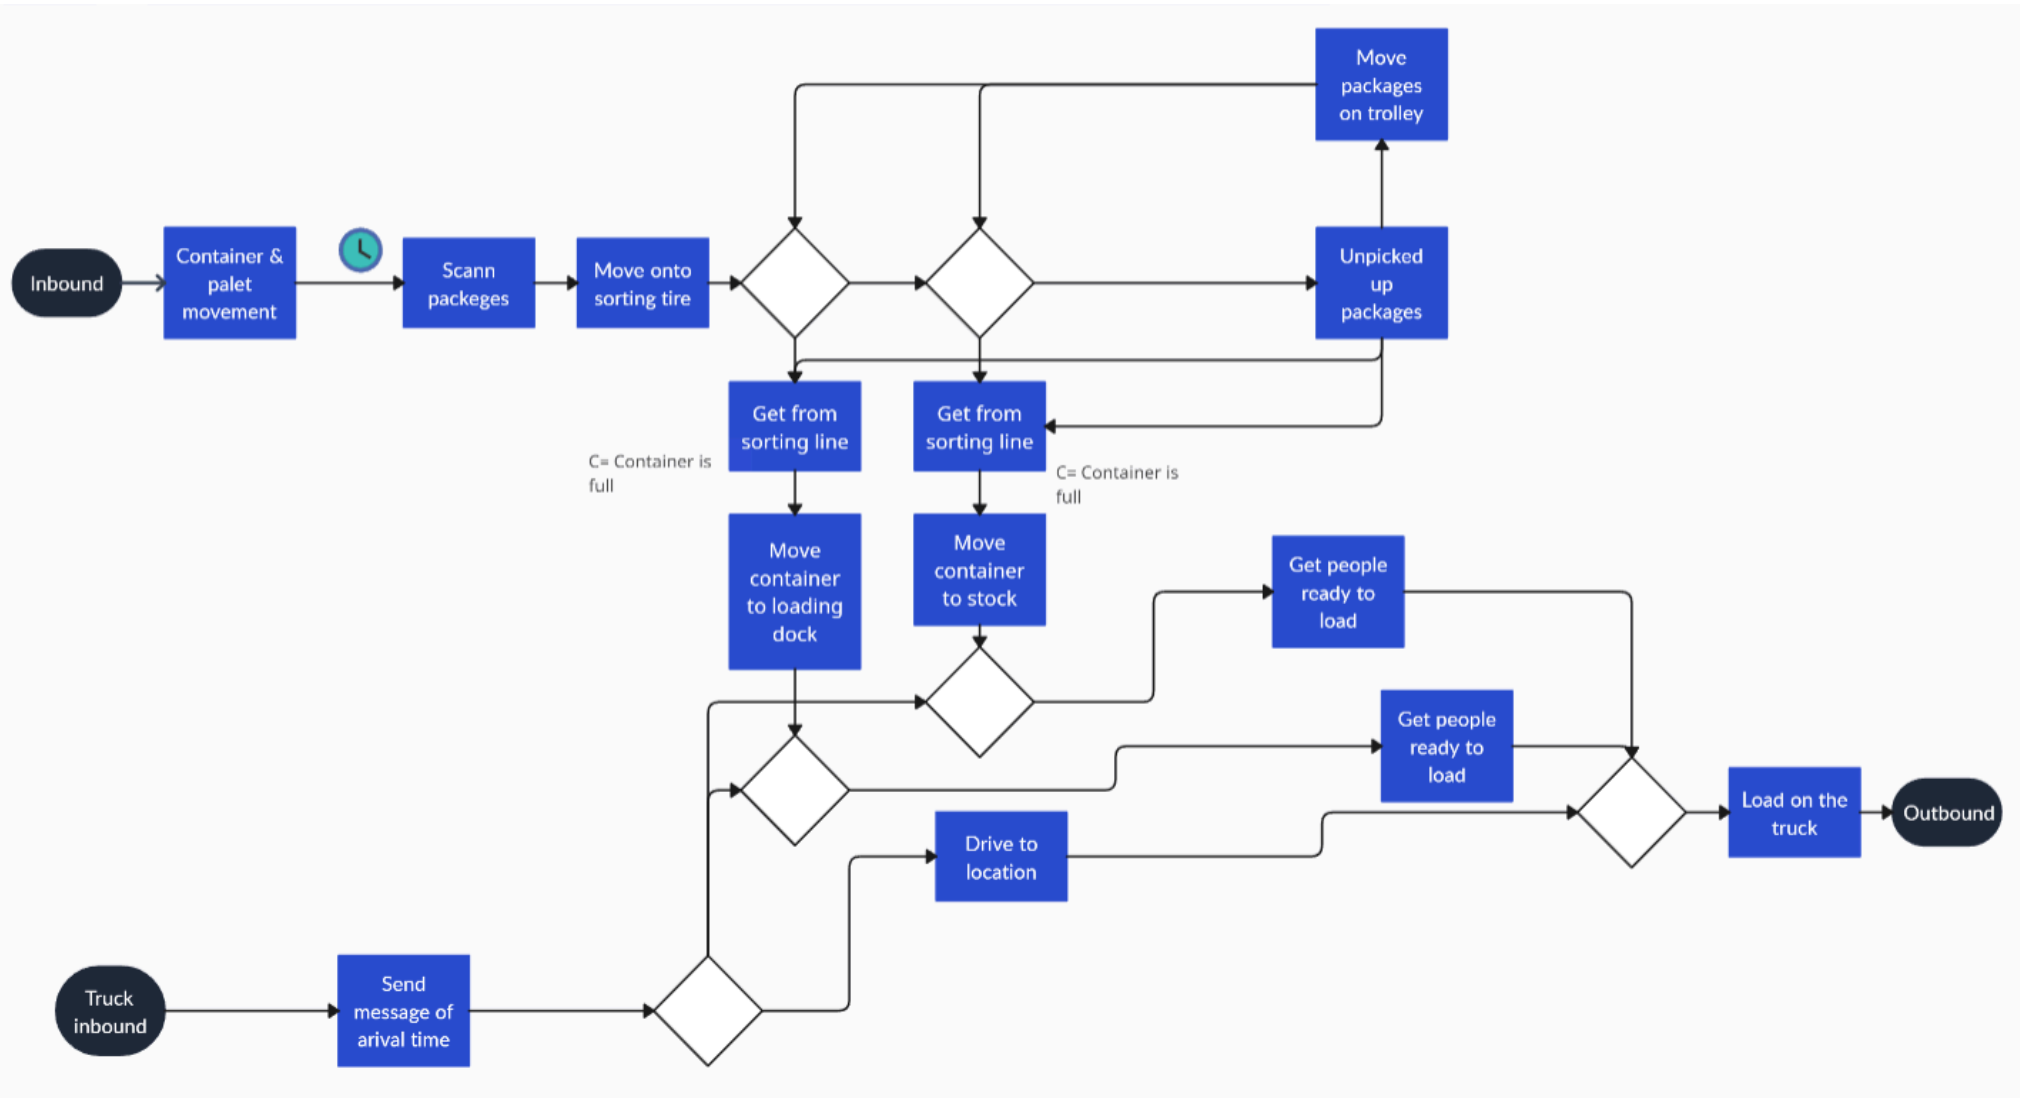 Move
packages
on trolley
Inbound
Container &
palet
movement
Scann
packeges
Move onto
sorting tire
Unpicked
up
packages
Get from
sorting line
Get from
sorting line
C= Container is
full
C= Container is
full
Move
container
to loading
dock
Move
container
to stock
Get people
ready to
load
Get people
ready to
load
Load on the
truck
Outbound
Drive to
location
Truck
inbound
Send
message of
arival time